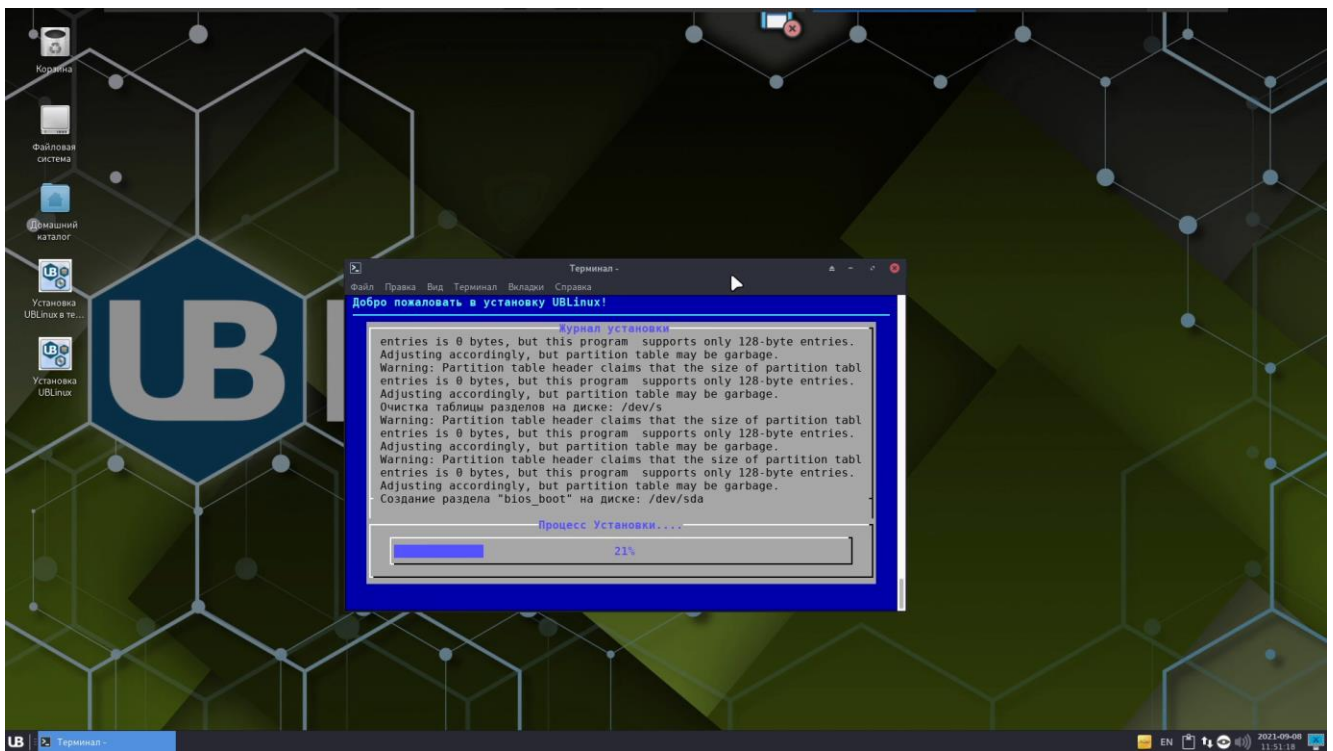 Корзина
Файловая
система
Домашний
каталог
UB
Установка
UBLinux в те...
UB
Установка
UBLinux
UB
Терминал -
Файл Правка Вид Терминал Вкладки Справка
Добро пожаловать в установку UBLinux!
Журнал установки
entries is 0 bytes, but this program  supports only 128-byte entries.
Adjusting accordingly, but partition table may be garbage.
Warning: Partition table header claims that the size of partition tabl
entries is 0 bytes, but this program  supports only 128-byte entries.
Adjusting accordingly, but partition table may be garbage.
Очистка таблицы разделов на диске: /dev/s
Warning: Partition table header claims that the size of partition tabl
entries is 0 bytes, but this program  supports only 128-byte entries.
Adjusting accordingly, but partition table may be garbage.
Warning: Partition table header claims that the size of partition tabl
entries is 0 bytes, but this program  supports only 128-byte entries.
Adjusting accordingly, but partition table may be garbage.
Создание раздела "bios_boot" на диске: /dev/sda
Процесс Установки....
21%
UB
Терминал -
EN
2021-09-08
11:51:18